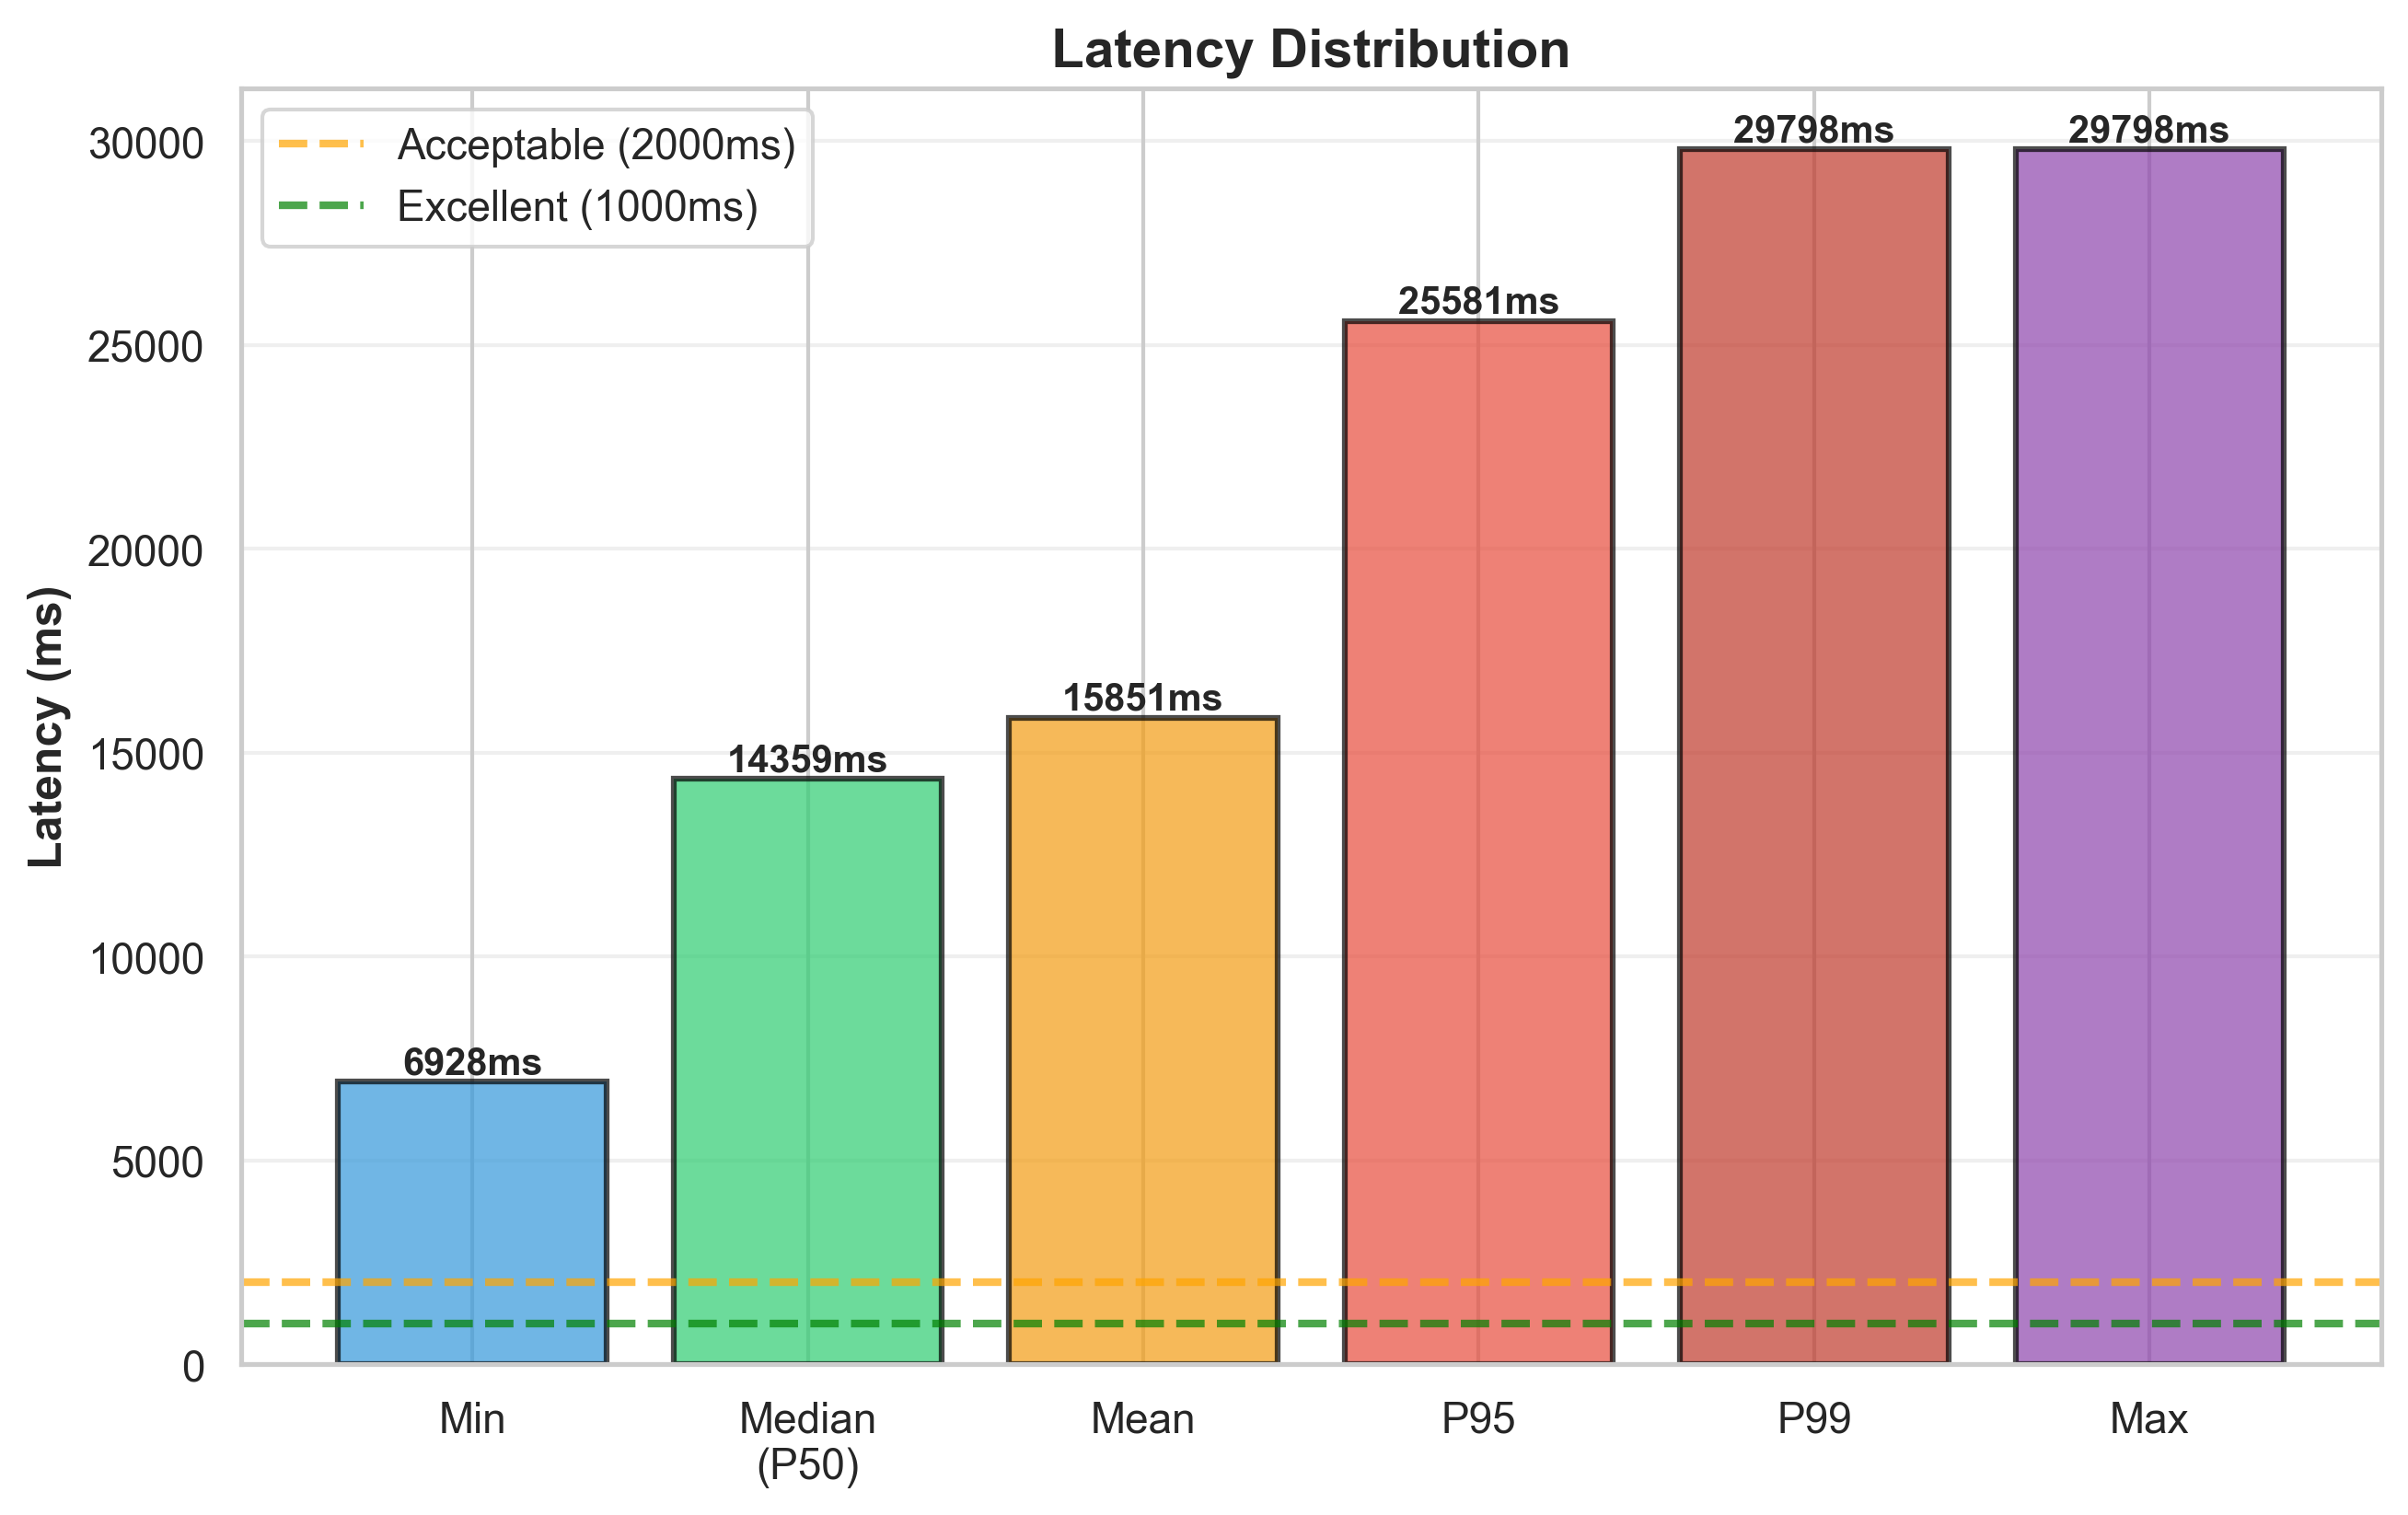 Latency Distribution
Acceptable (2000ms)
Excellent (1000ms)
Latency (ms)
30000
25000
20000
15000
10000
5000
0
6928ms
14359ms
15851ms
25581ms
29798ms
29798ms
Min
Median
(P50)
Mean
P95
P99
Max